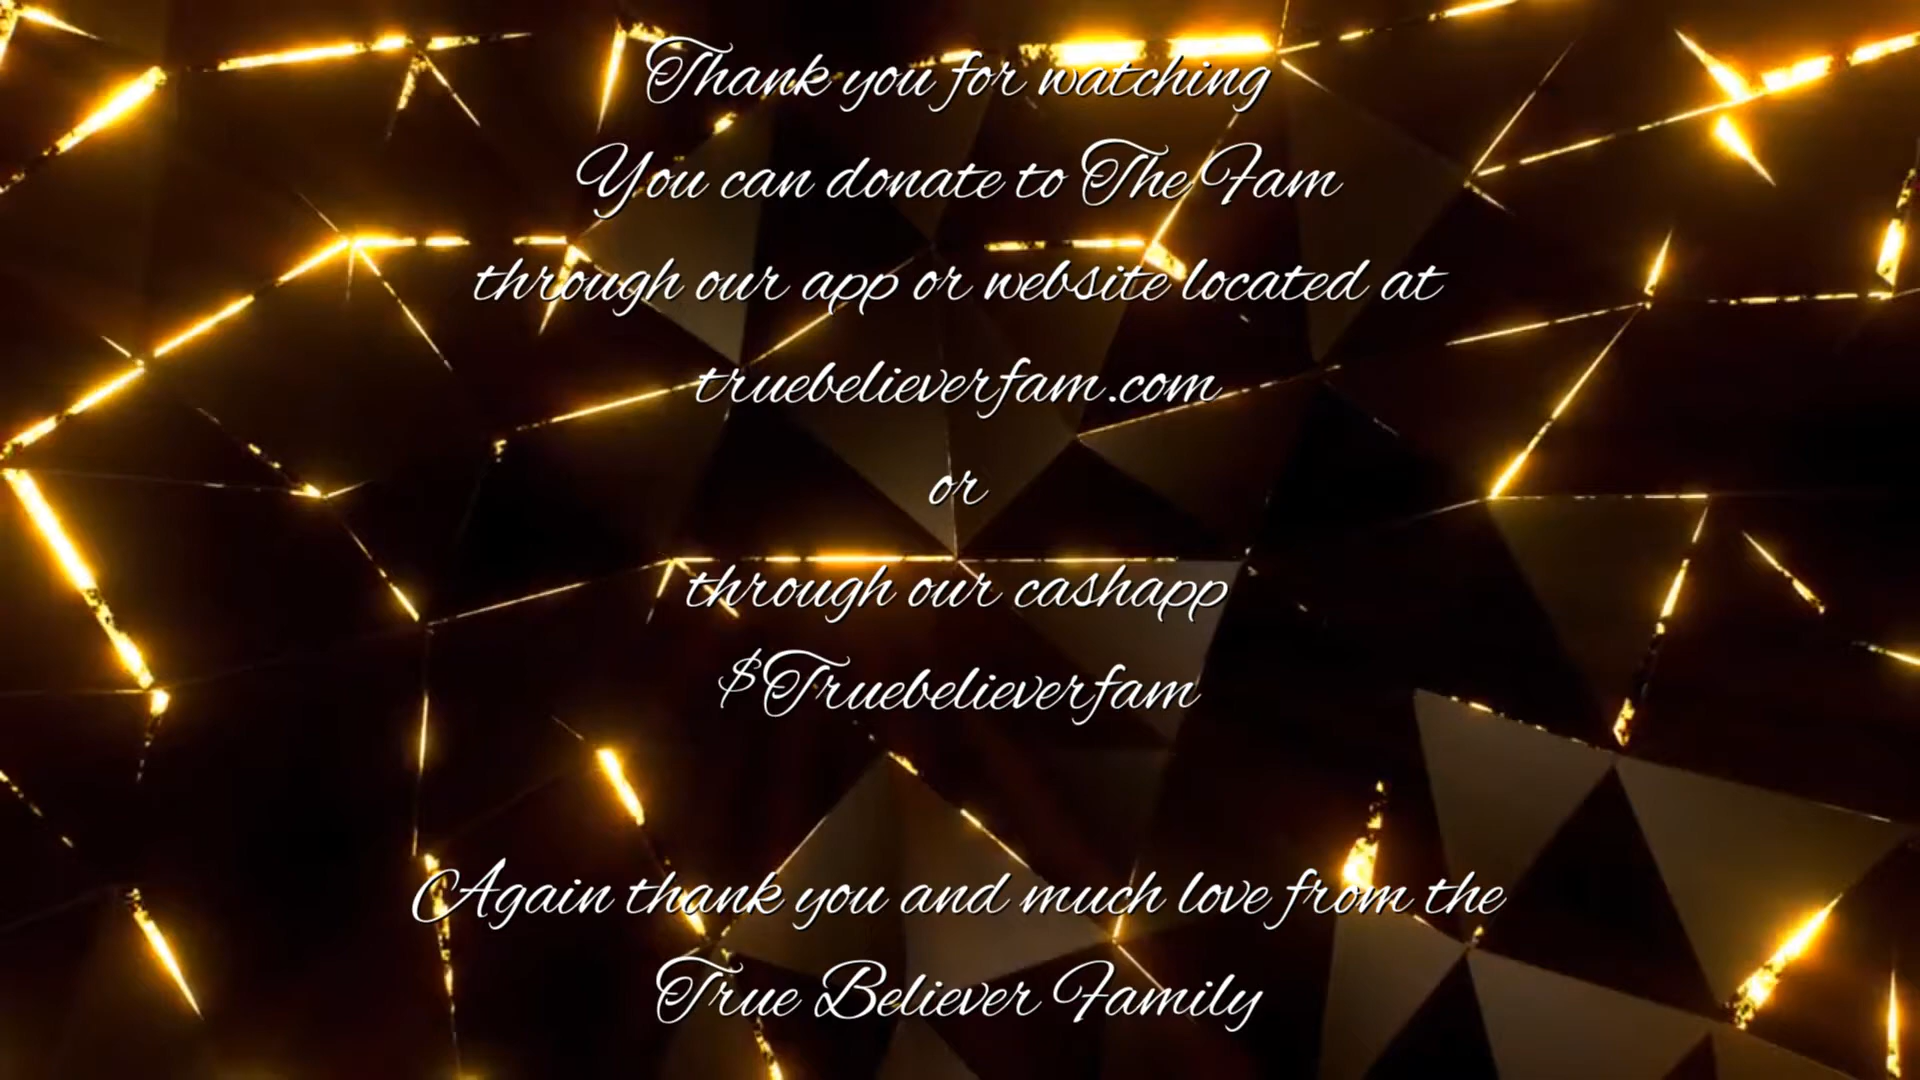 Thank you for watching
You can donate to The Fam
through our app or website located at
truebelieverfam.com
or
through our cashapp
$Truebelieverfam
Again thank you and much love from the
True Believer Family